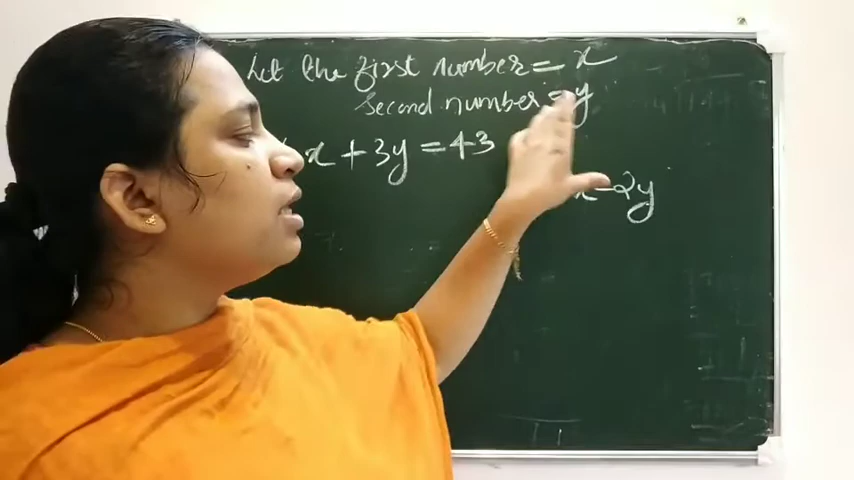 Let the first number = x
Second number = y
x + 3y = 43
x - 2y